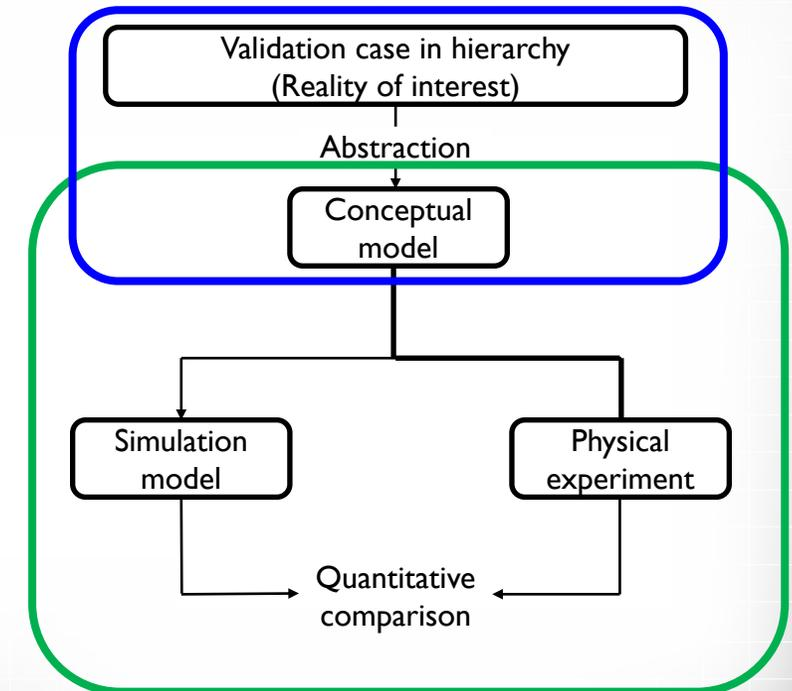 Validation case in hierarchy
(Reality of interest)
Abstraction
Conceptual
model
Simulation
model
Physical
experiment
Quantitative
comparison